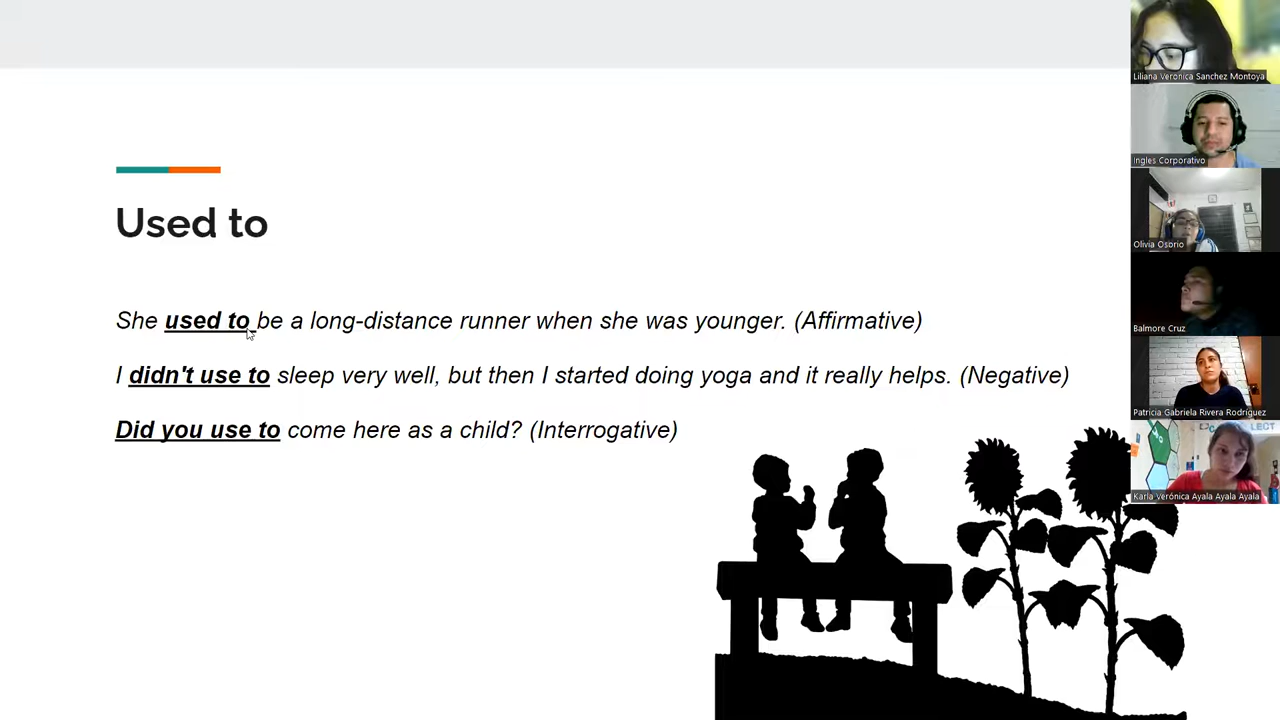 Used to
She used to be a long-distance runner when she was younger. (Affirmative)
I didn't use to sleep very well, but then I started doing yoga and it really helps. (Negative)
Did you use to come here as a child? (Interrogative)
Liliana Veronica Sanchez Montoya
Ingles Corporativo
Olivia Osorio
Balmore Cruz
Patricia Gabriela Rivera Rodríguez
Karla Verónica Ayala Ayala Ayala